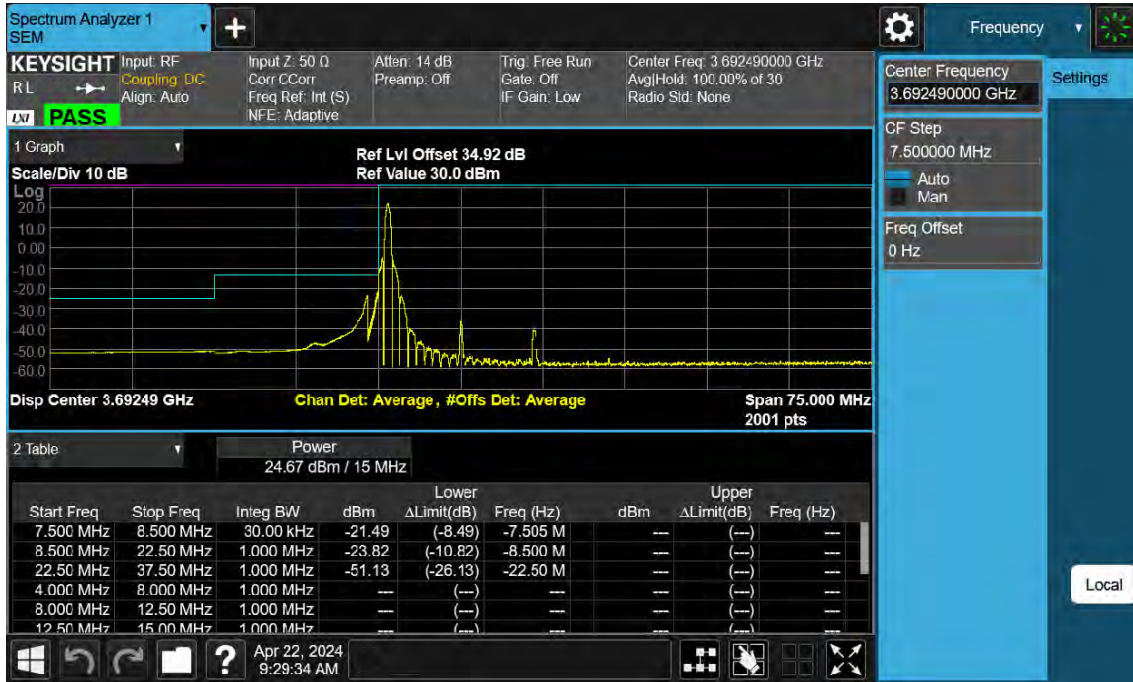 Spectrum Analyzer 1
SEM
+
Frequency
KEYSIGHT
R L
LXI
PASS
Input: RF
Coupling: DC
Align: Auto
Input Z: 50 Ω
Corr CCorr
Freq Ref: Int (S)
NFE: Adaptive
Atten: 14 dB
Preamp: Off
Trig: Free Run
Gate: Off
IF Gain: Low
Center Freq: 3.692490000 GHz
Avg|Hold: 100.00% of 30
Radio Std: None
Center Frequency
3.692490000 GHz
Settings
CF Step
7.500000 MHz
Auto
Man
Freq Offset
0 Hz
1 Graph
Scale/Div 10 dB
Ref Lvl Offset 34.92 dB
Ref Value 30.0 dBm
Log
20.0
10.0
0.00
-10.0
-20.0
-30.0
-40.0
-50.0
-60.0
Disp Center 3.69249 GHz
Chan Det: Average, #Offs Det: Average
Span 75.000 MHz
2001 pts
2 Table
Power
24.67 dBm / 15 MHz
Lower Upper
Start Freq Stop Freq Integ BW dBm ΔLimit(dB) Freq (Hz) dBm ΔLimit(dB) Freq (Hz)
7.500 MHz 8.500 MHz 30.00 kHz -21.49 (-8.49) -7.505 M --- (---) ---
8.500 MHz 22.50 MHz 1.000 MHz -23.82 (-10.82) -8.500 M --- (---) ---
22.50 MHz 37.50 MHz 1.000 MHz -51.13 (-26.13) -22.50 M --- (---) ---
4.000 MHz 8.000 MHz 1.000 MHz --- (---) --- --- (---) ---
8.000 MHz 12.50 MHz 1.000 MHz --- (---) --- --- (---) ---
12.50 MHz 15.00 MHz 1.000 MHz --- (---) --- --- (---) ---
Local
?
Apr 22, 2024
9:29:34 AM